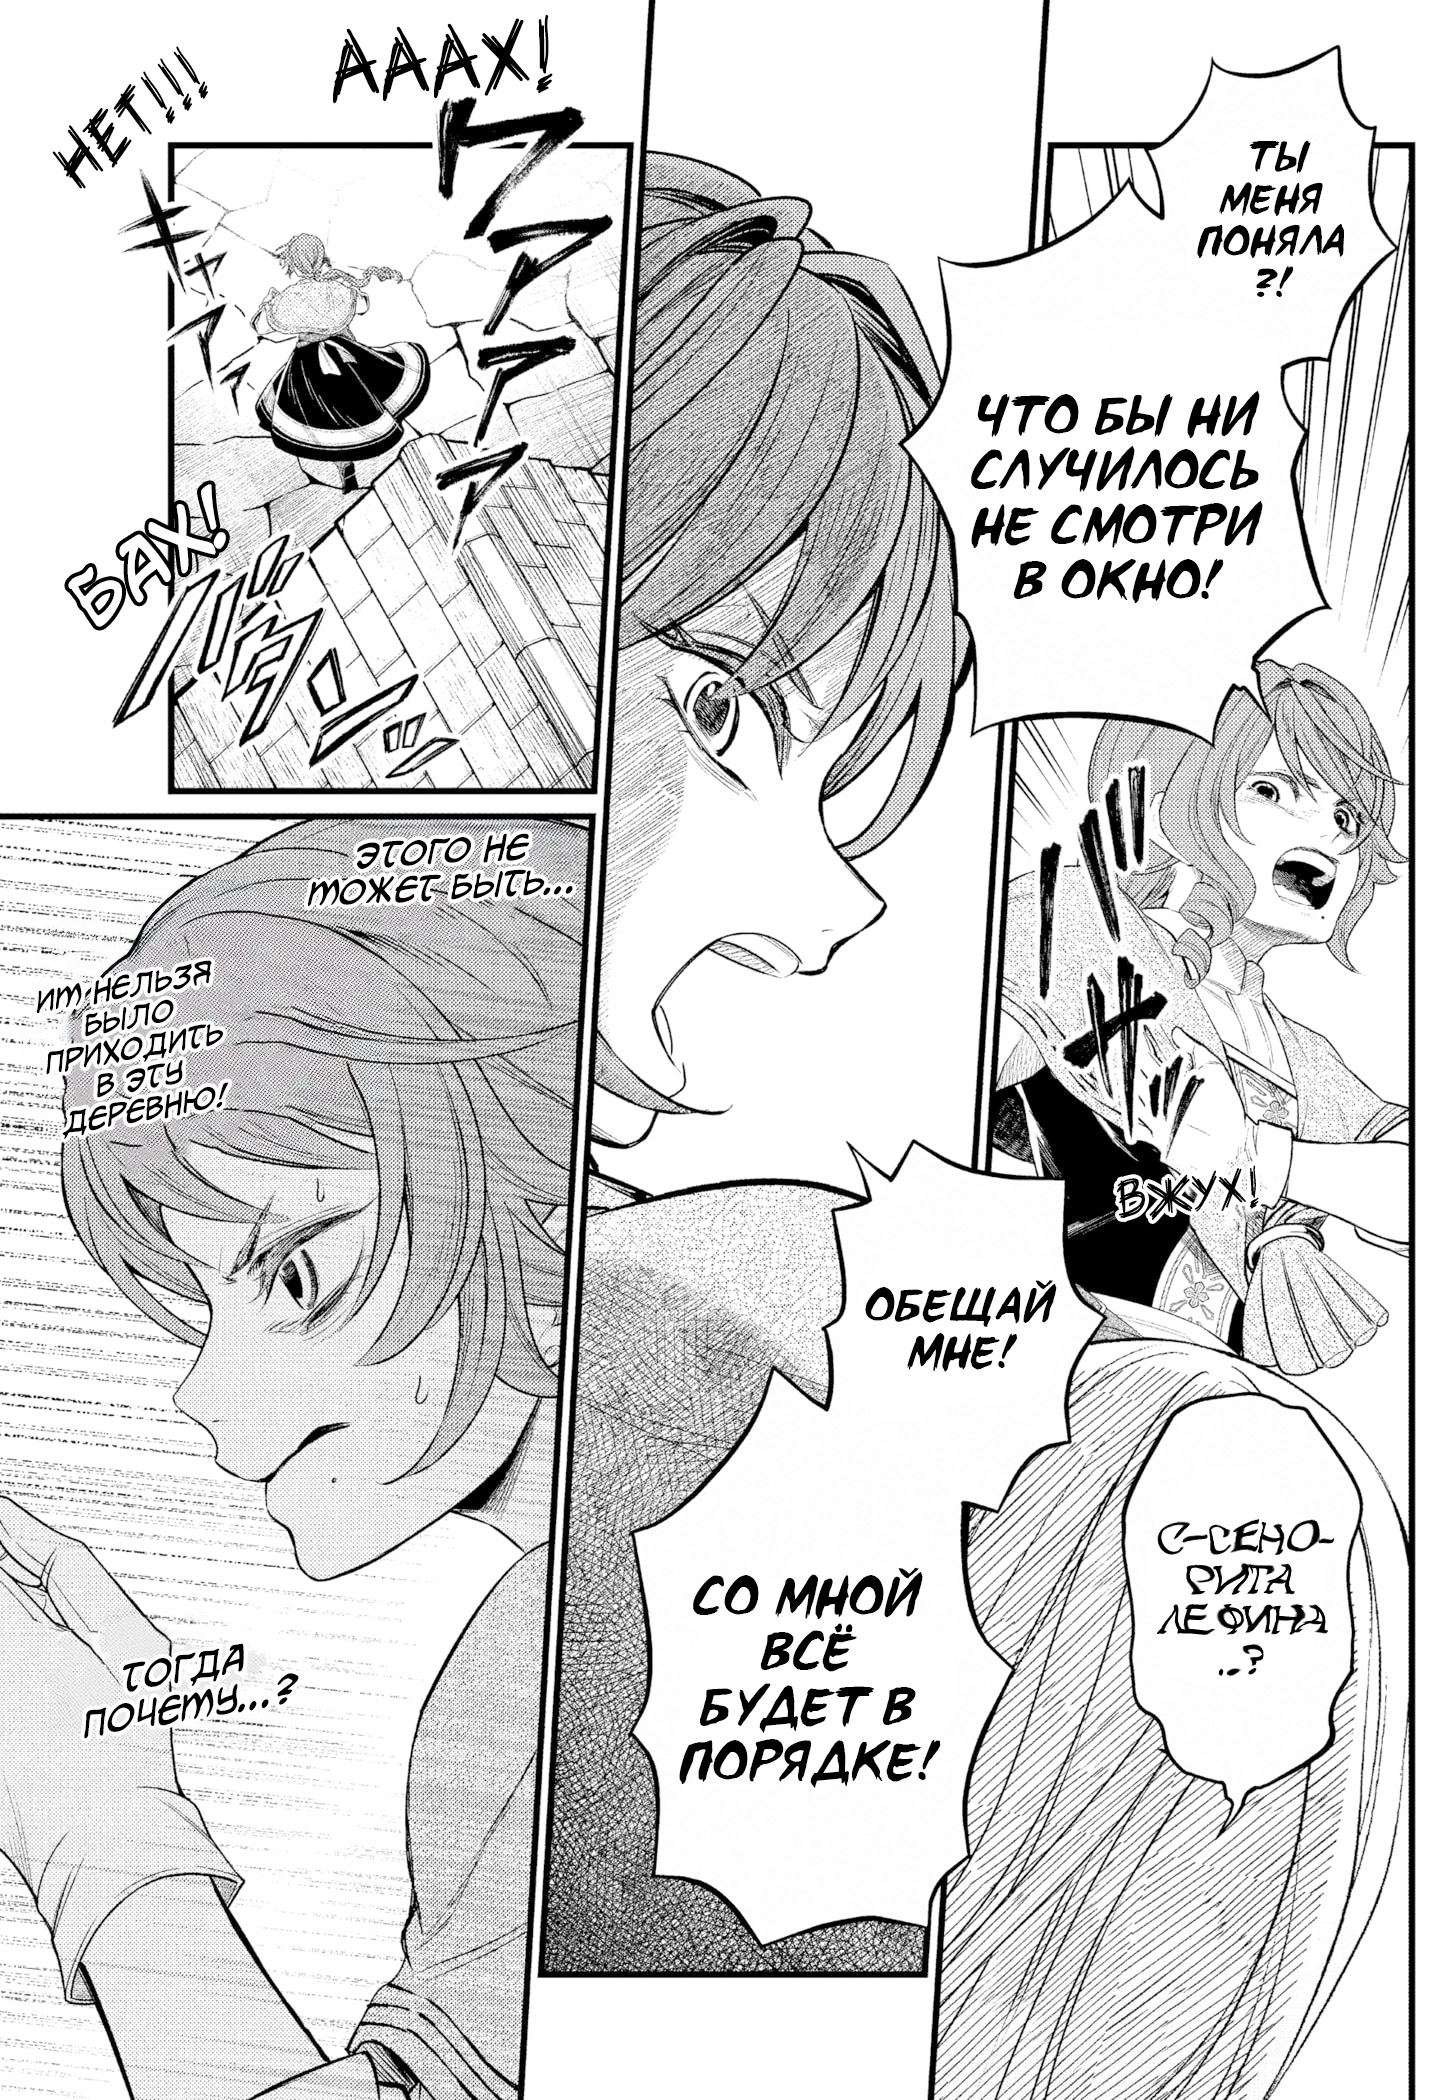 ТЫ
МЕНЯ
ПОНЯЛА
?!
ЧТО БЫ НИ
СЛУЧИЛОСЬ
НЕ СМОТРИ
В ОКНО!
ВЖУХ!
С-СЕНО-
РИТА
ЛЕФИНА
..?
ОБЕЩАЙ
МНЕ!
СО МНОЙ
ВСЁ
БУДЕТ В
ПОРЯДКЕ!
АААХ!
НЕТ!!!
БАХ!
ЭТОГО НЕ
МОЖЕТ БЫТЬ...
ИМ НЕЛЬЗЯ
БЫЛО
ПРИХОДИТЬ
В ЭТУ
ДЕРЕВНЮ!
ТОГДА
ПОЧЕМУ...?